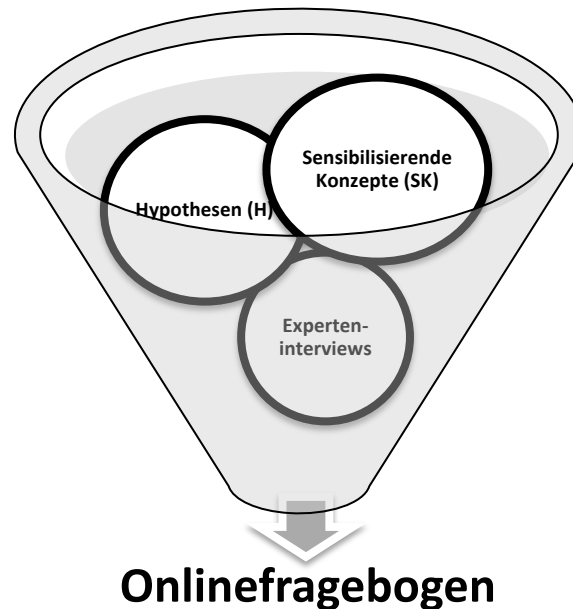 Sensibilisierende
Konzepte (SK)
Hypothesen (H)
Experten-
interviews
Onlinefragebogen